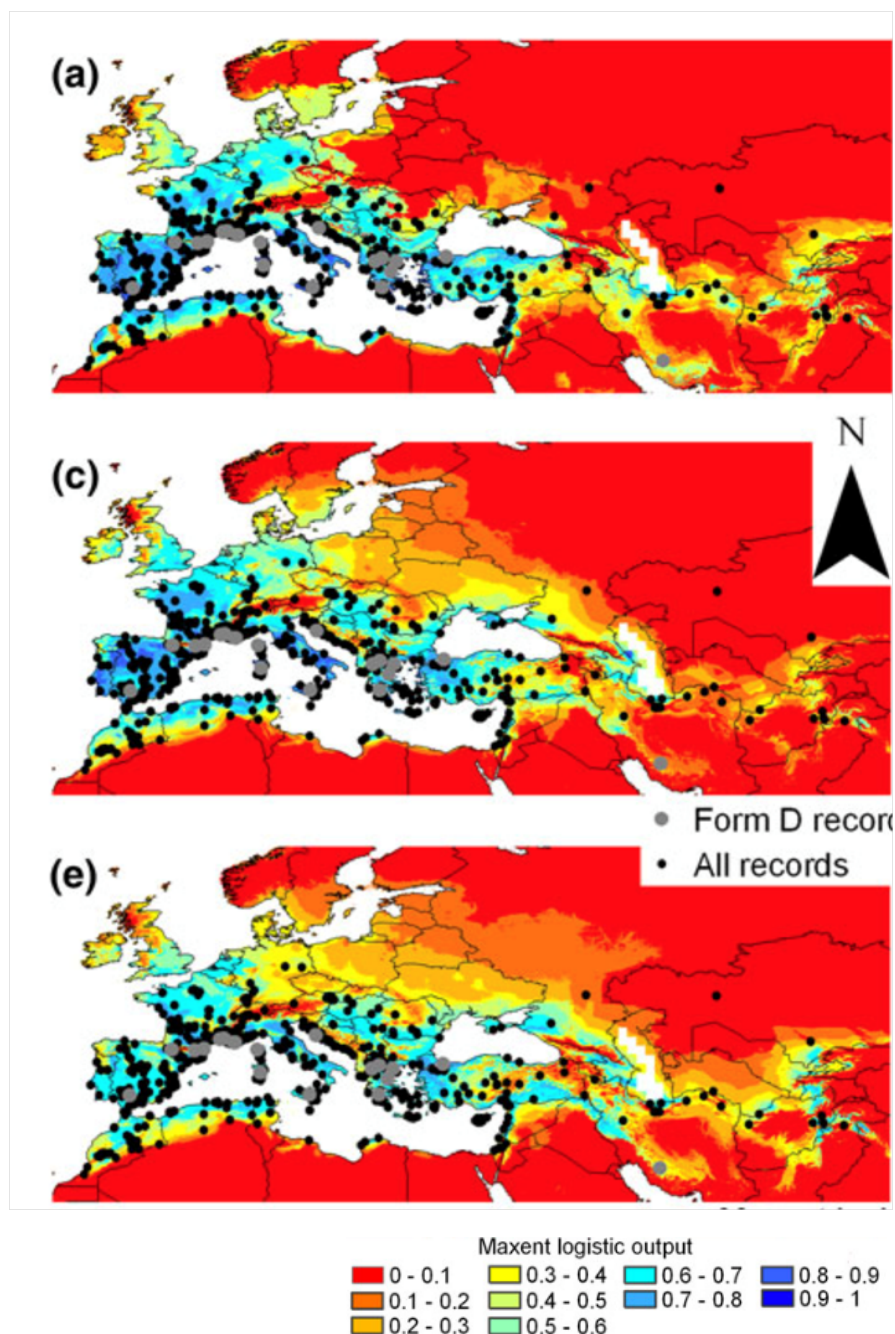 (a)
(c)
N
Form D recor
All records
(e)
Maxent logistic output
0 - 0.1
0.3 - 0.4
0.6 - 0.7
0.8 - 0.9
0.1 - 0.2
0.4 - 0.5
0.7 - 0.8
0.9 - 1
0.2 - 0.3
0.5 - 0.6